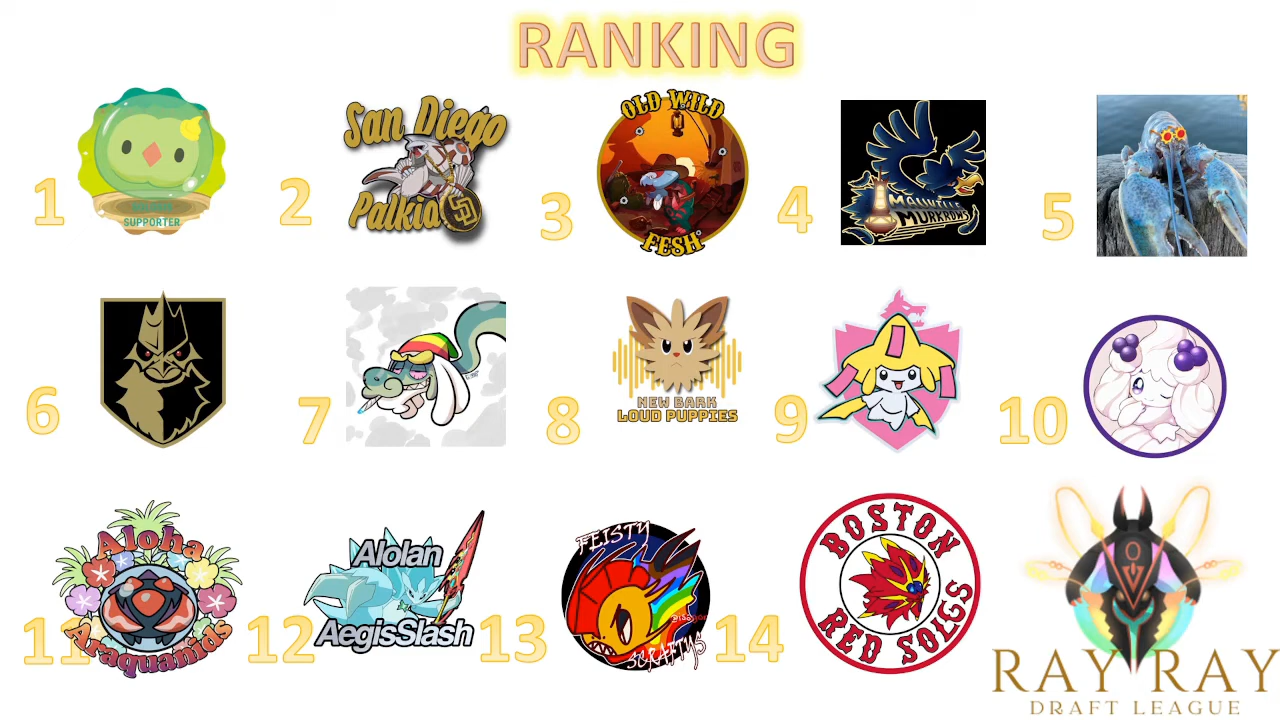 RANKING
1
SUPPORTER
2
San Diego
Palkia
SD
3
OLD WILD
FESH
4
MAUVILLE
MURKROWS
5
6
7
8
NEW BARK
LOUD PUPPIES
9
10
11
Aloha
Araquanids
12
Alolan
AegisSlash
13
FEISTY
SCRAFTYS
14
BOSTON
RED SOLGS
RAY RAY
DRAFT LEAGUE